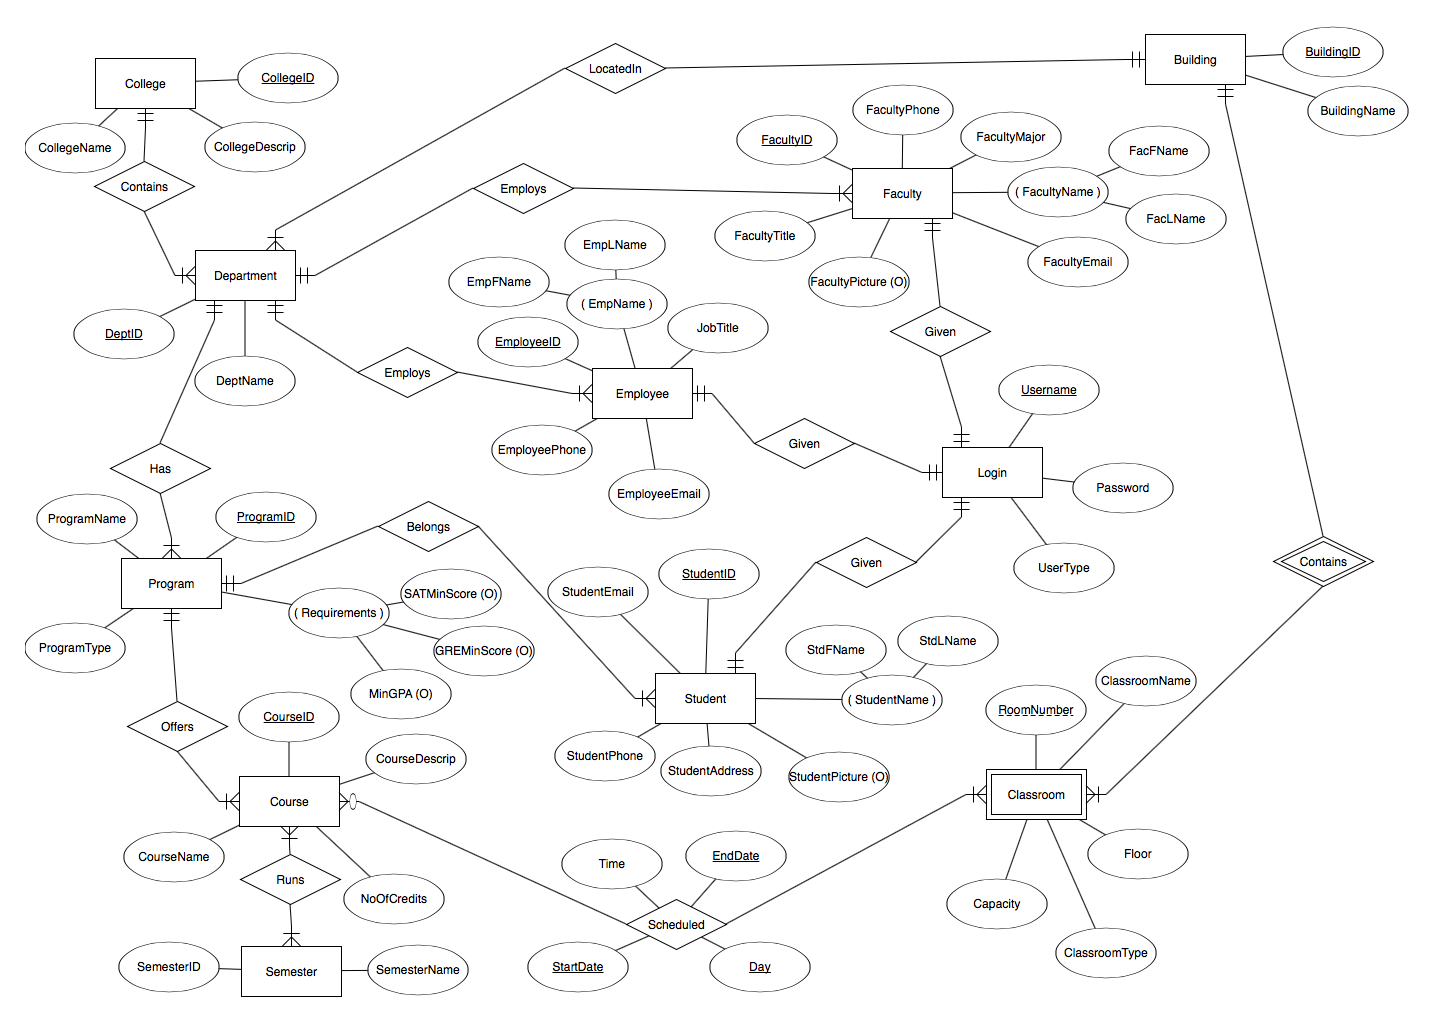 LocatedIn
Building
BuildingID
BuildingName
College
CollegeID
CollegeName
CollegeDescrip
Contains
FacultyPhone
FacultyID
FacultyMajor
FacFName
Employs
Faculty
( FacultyName )
FacLName
FacultyTitle
FacultyEmail
FacultyPicture (O)
EmpLName
Department
EmpFName
( EmpName )
DeptID
EmployeeID
JobTitle
Given
DeptName
Employs
Employee
Username
EmployeePhone
Given
Has
Login
EmployeeEmail
Password
ProgramName
ProgramID
Belongs
Program
StudentID
Given
UserType
Contains
StudentEmail
SATMinScore (O)
( Requirements )
ProgramType
GREMinScore (O)
StdFName
StdLName
MinGPA (O)
Student
( StudentName )
ClassroomName
RoomNumber
Offers
CourseID
CourseDescrip
StudentPhone
StudentAddress
StudentPicture (O)
Course
Classroom
CourseName
Time
EndDate
Floor
Runs
NoOfCredits
Capacity
Scheduled
ClassroomType
SemesterID
Semester
SemesterName
StartDate
Day